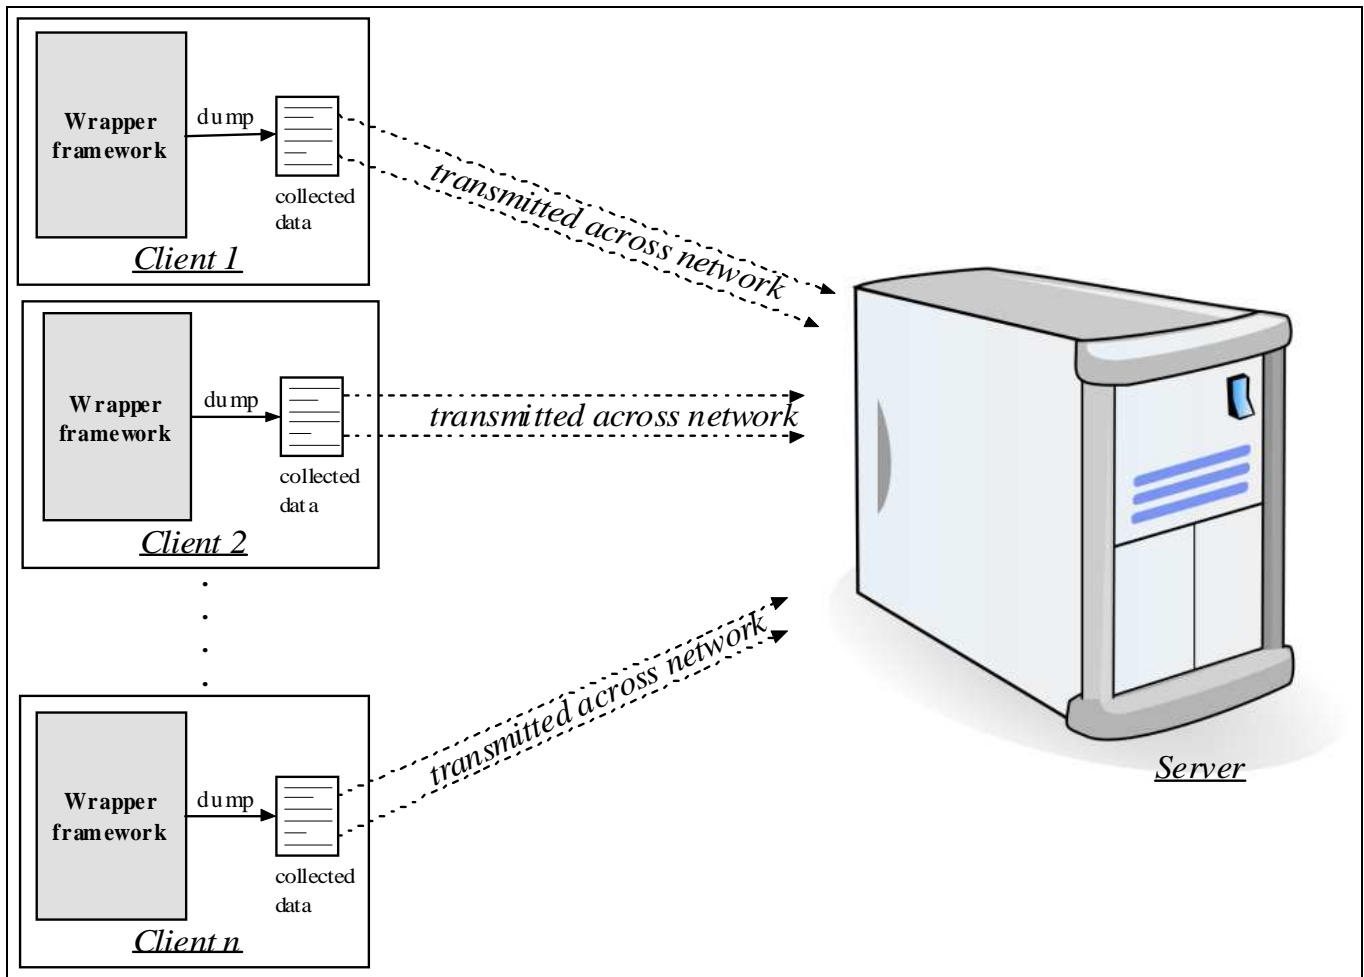 Wrapper
framework
dump
collected
data
Client 1
transmitted across network
Wrapper
framework
dump
collected
data
Client 2
transmitted across network
Wrapper
framework
dump
collected
data
Client n
transmitted across network
Server